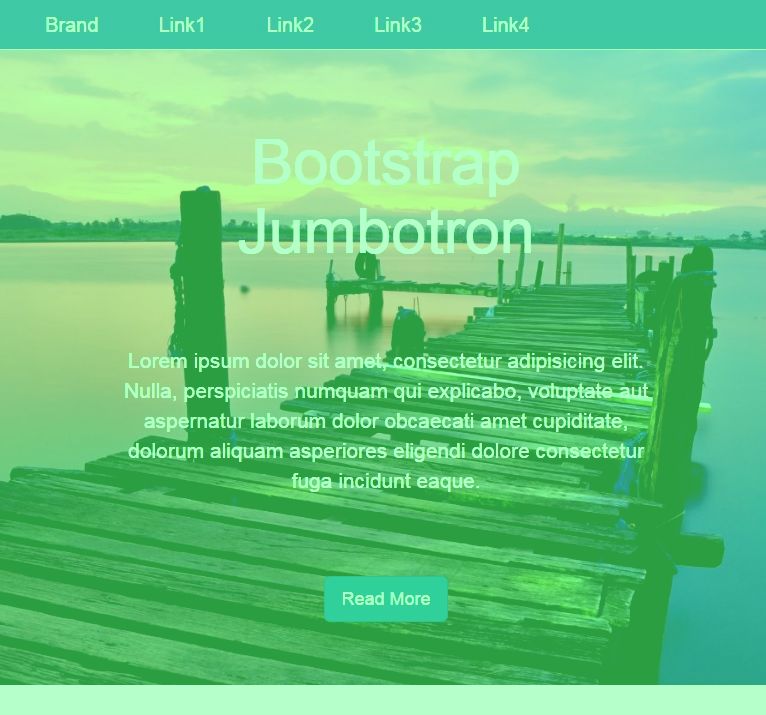 Brand Link1 Link2 Link3 Link4
Bootstrap
Jumbotron
Lorem ipsum dolor sit amet, consectetur adipisicing elit.
Nulla, perspiciatis numquam qui explicabo, voluptate aut
aspernatur laborum dolor obcaecati amet cupiditate,
dolorum aliquam asperiores eligendi dolore consectetur
fuga incidunt eaque.
Read More